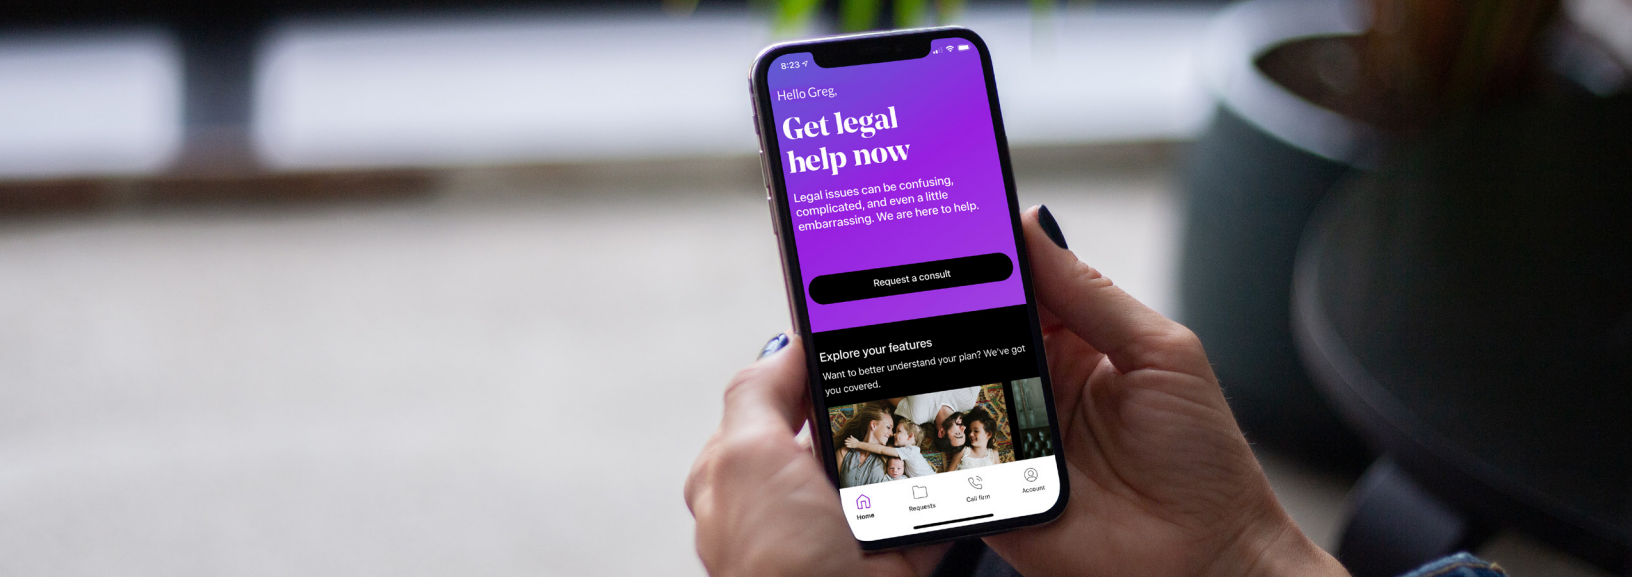 8:23
Hello Greg,
Get legal
help now
Legal issues can be confusing,
complicated, and even a little
embarrassing. We are here to help.
Request a consult
Explore your features
Want to better understand your plan? We've got
you covered.
Home
Requests
Call firm
Account